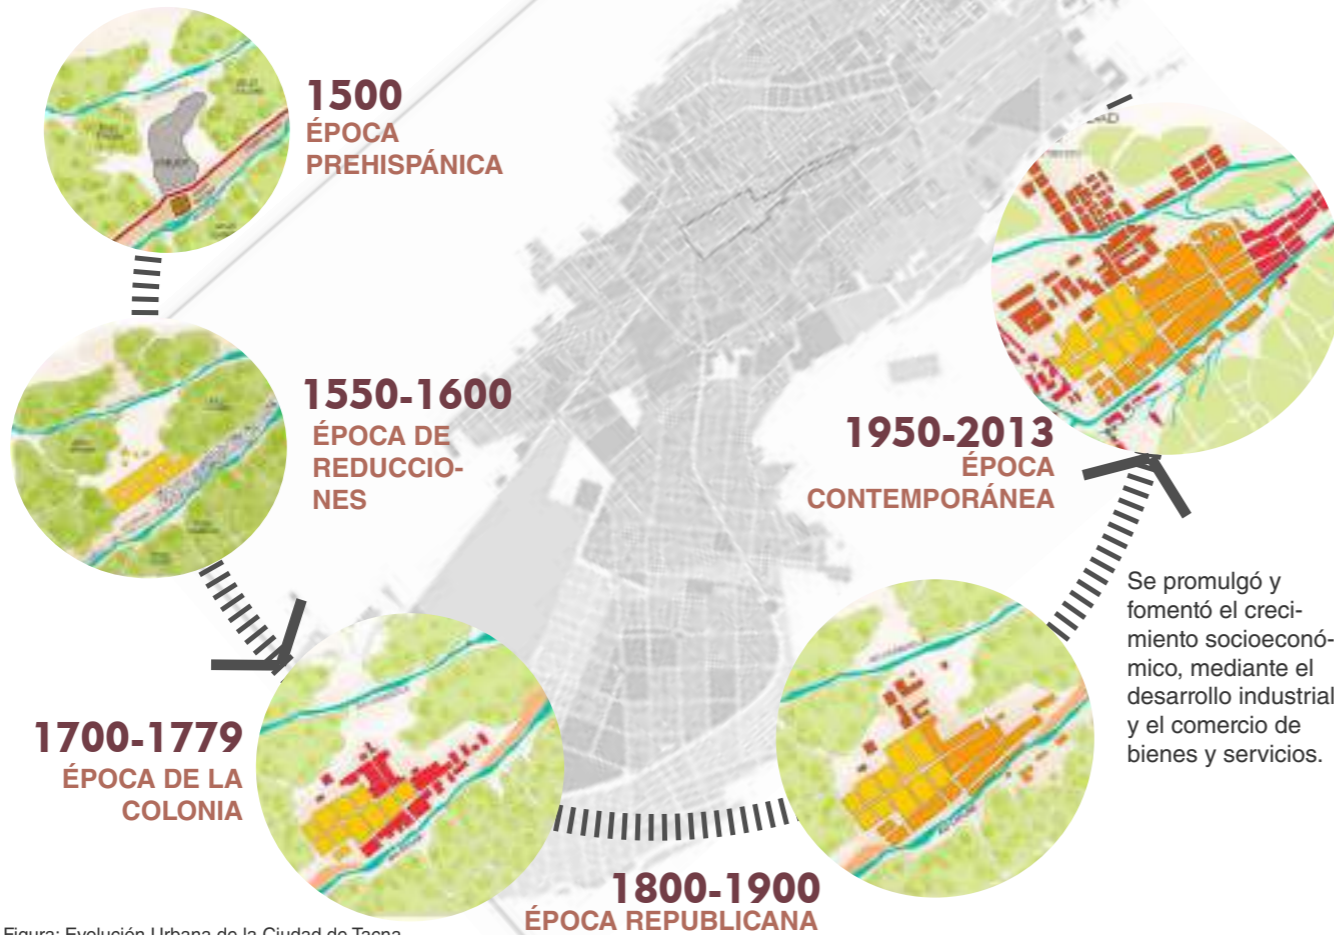 1500
ÉPOCA
PREHISPÁNICA
1550-1600
ÉPOCA DE
REDUCCIO-
NES
1700-1779
ÉPOCA DE LA
COLONIA
1800-1900
ÉPOCA REPUBLICANA
1950-2013
ÉPOCA
CONTEMPORÁNEA
Se promulgó y
fomentó el creci-
miento socioeconó-
mico, mediante el
desarrollo industrial
y el comercio de
bienes y servicios.
Figura: Evolución Urbana de la Ciudad de Tacna